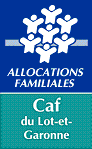 ALLOCATIONS
FAMILIALES
Caf
du Lot-et-
Garonne